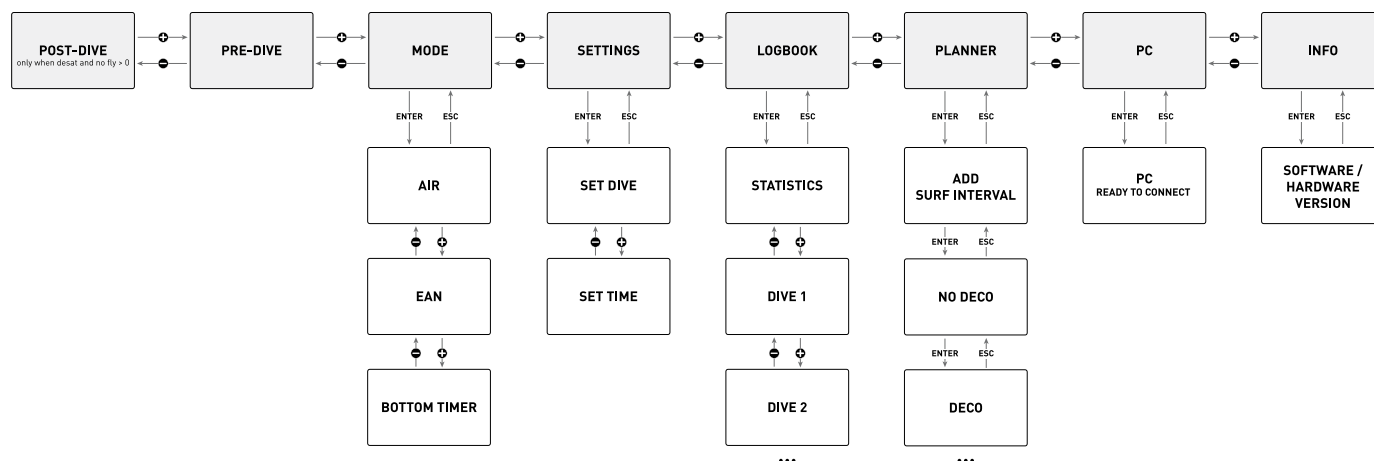 POST-DIVE
only when desat and no fly > 0
PRE-DIVE
MODE
SETTINGS
LOGBOOK
PLANNER
PC
INFO
ENTER ESC
ENTER ESC
ENTER ESC
ENTER ESC
ENTER ESC
ENTER ESC
AIR
SET DIVE
STATISTICS
ADD
SURF INTERVAL
PC
READY TO CONNECT
SOFTWARE /
HARDWARE
VERSION
ENTER ESC
EAN
SET TIME
DIVE 1
NO DECO
ENTER ESC
BOTTOM TIMER
DIVE 2
DECO
...
...